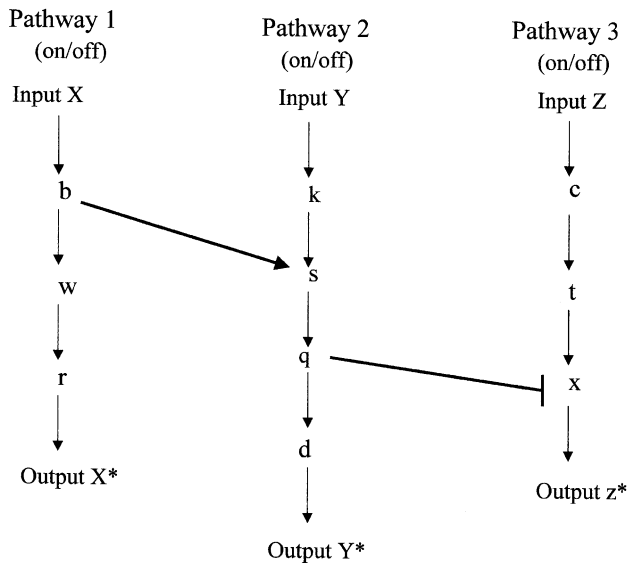 Pathway 1
(on/off)
Input X
b
w
r
Output X*
Pathway 2
(on/off)
Input Y
k
s
q
d
Output Y*
Pathway 3
(on/off)
Input Z
c
t
x
Output z*